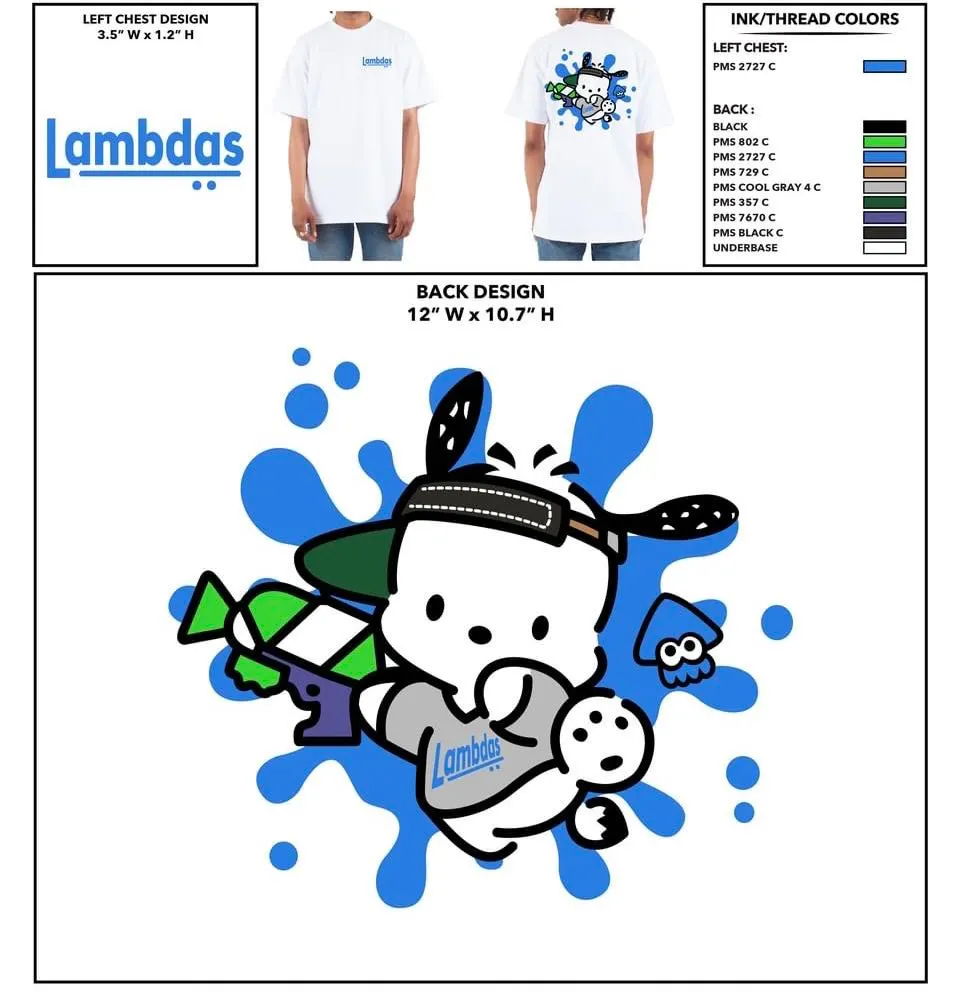 LEFT CHEST DESIGN
3.5” W x 1.2” H
Lambdas
Lambdas
INK/THREAD COLORS
LEFT CHEST:
PMS 2727 C
BACK :
BLACK
PMS 802 C
PMS 2727 C
PMS 729 C
PMS COOL GRAY 4 C
PMS 357 C
PMS 7670 C
PMS BLACK C
UNDERBASE
BACK DESIGN
12” W x 10.7” H
Lambdas